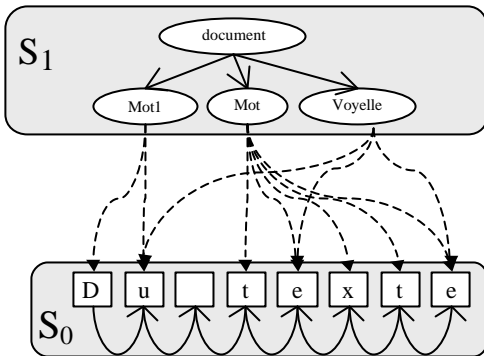 document
S1
Mot1 Mot Voyelle
D u t e x t e
S0